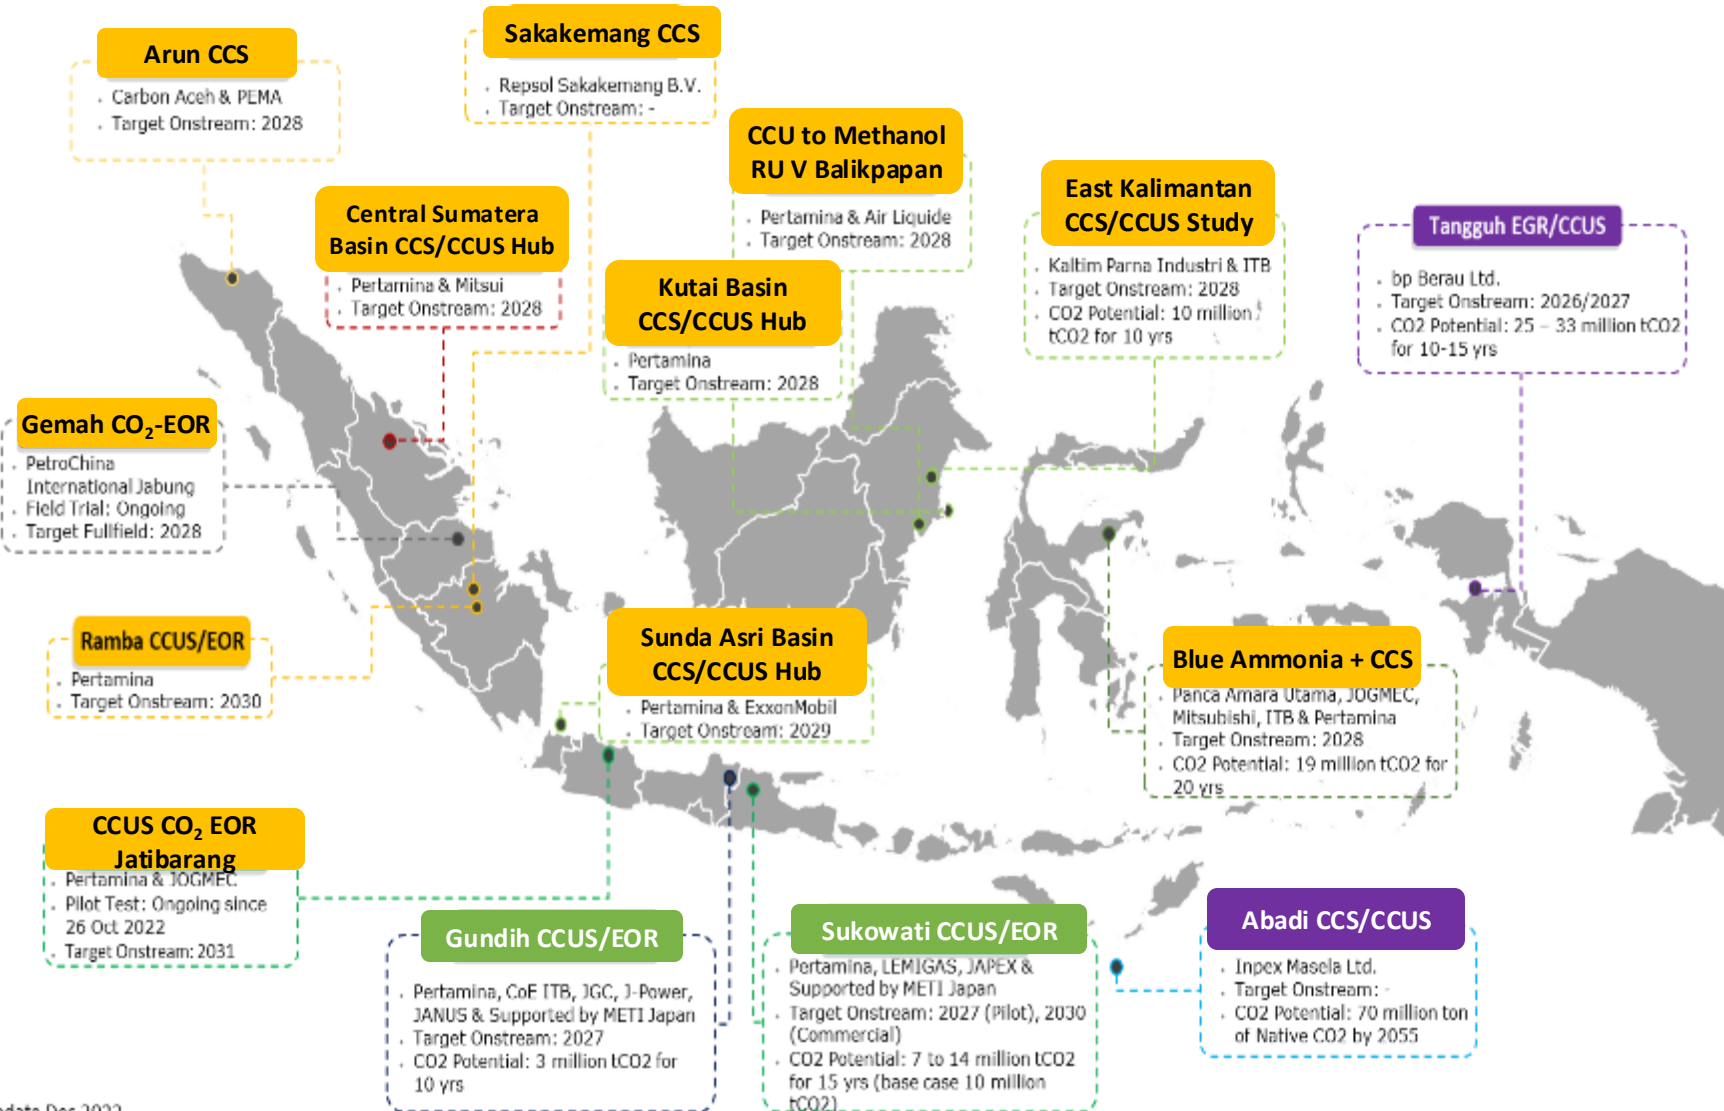 Arun CCS
• Carbon Aceh & PEMA
• Target Onstream: 2028
Sakakemang CCS
• Repsol Sakakemang B.V.
• Target Onstream: -
CCU to Methanol
RU V Balikpapan
• Pertamina & Air Liquide
• Target Onstream: 2028
East Kalimantan
CCS/CCUS Study
• Kaltim Parna Industri & ITB
• Target Onstream: 2028
• CO2 Potential: 10 million
tCO2 for 10 yrs
Tangguh EGR/CCUS
• bp Berau Ltd.
• Target Onstream: 2026/2027
• CO2 Potential: 25 – 33 million tCO2
for 10-15 yrs
Central Sumatera
Basin CCS/CCUS Hub
• Pertamina & Mitsui
• Target Onstream: 2028
Kutai Basin
CCS/CCUS Hub
• Pertamina
• Target Onstream: 2028
Gemah CO₂-EOR
• PetroChina
International Jabung
• Field Trial: Ongoing
• Target Fullfield: 2028
Ramba CCUS/EOR
• Pertamina
• Target Onstream: 2030
Sunda Asri Basin
CCS/CCUS Hub
• Pertamina & ExxonMobil
• Target Onstream: 2029
Blue Ammonia + CCS
• Panca Amara Utama, JOGMEC,
Mitsubishi, ITB & Pertamina
• Target Onstream: 2028
• CO2 Potential: 19 million tCO2 for
20 yrs
CCUS CO₂ EOR
Jatibarang
• Pertamina & JOGMEC
• Pilot Test: Ongoing since
26 Oct 2022
• Target Onstream: 2031
Gundih CCUS/EOR
• Pertamina, CoE ITB, JGC, J-Power,
JANUS & Supported by METI Japan
• Target Onstream: 2027
• CO2 Potential: 3 million tCO2 for
10 yrs
Sukowati CCUS/EOR
• Pertamina, LEMIGAS, JAPEX &
Supported by METI Japan
• Target Onstream: 2027 (Pilot), 2030
(Commercial)
• CO2 Potential: 7 to 14 million tCO2
for 15 yrs (base case 10 million
tCO2)
Abadi CCS/CCUS
• Inpex Masela Ltd.
• Target Onstream: -
• CO2 Potential: 70 million ton
of Native CO2 by 2055
Dec 2022